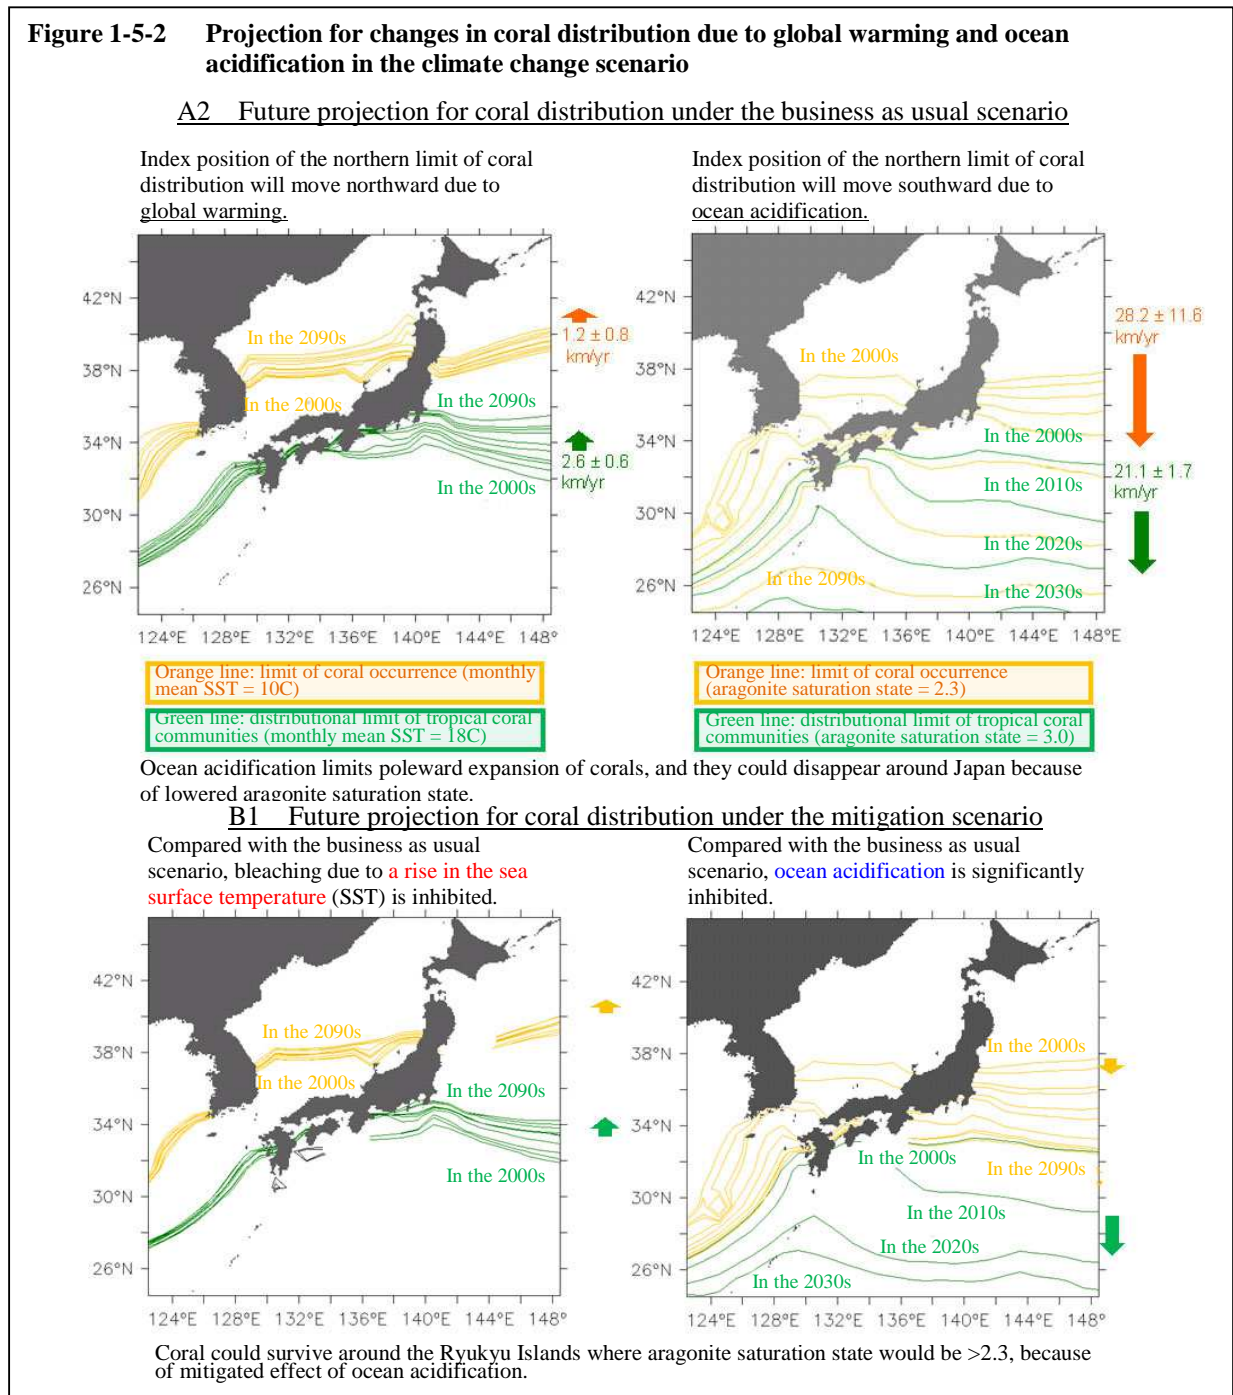 Figure 1-5-2 Projection for changes in coral distribution due to global warming and ocean
acidification in the climate change scenario
A2 Future projection for coral distribution under the business as usual scenario
Index position of the northern limit of coral
distribution will move northward due to
global warming.
Index position of the northern limit of coral
distribution will move southward due to
ocean acidification.
42°N
38°N
34°N
30°N
26°N
124°E 128°E 132°E 136°E 140°E 144°E 148°
In the 2090s
In the 2000s
In the 2090s
In the 2000s
1.2 ± 0.8
km/yr
2.6 ± 0.6
km/yr
42°N
38°N
34°N
30°N
26°N
124°E 128°E 132°E 136°E 140°E 144°E 148°E
In the 2000s
In the 2000s
In the 2010s
In the 2020s
In the 2090s
In the 2030s
28.2 ± 11.6
km/yr
21.1 ± 1.7
km/yr
Orange line: limit of coral occurrence (monthly
mean SST = 10C)
Green line: distributional limit of tropical coral
communities (monthly mean SST = 18C)
Orange line: limit of coral occurrence
(aragonite saturation state = 2.3)
Green line: distributional limit of tropical coral
communities (aragonite saturation state = 3.0)
Ocean acidification limits poleward expansion of corals, and they could disappear around Japan because
of lowered aragonite saturation state.
B1 Future projection for coral distribution under the mitigation scenario
Compared with the business as usual
scenario, bleaching due to a rise in the sea
surface temperature (SST) is inhibited.
Compared with the business as usual
scenario, ocean acidification is significantly
inhibited.
42°N
38°N
34°N
30°N
26°N
124°E 128°E 132°E 136°E 140°E 144°E 148°
In the 2090s
In the 2000s
In the 2090s
In the 2000s
42°N
38°N
34°N
30°N
26°N
124°E 128°E 132°E 136°E 140°E 144°E 148°E
In the 2000s
In the 2000s
In the 2090s
In the 2010s
In the 2020s
In the 2030s
Coral could survive around the Ryukyu Islands where aragonite saturation state would be >2.3, because
of mitigated effect of ocean acidification.